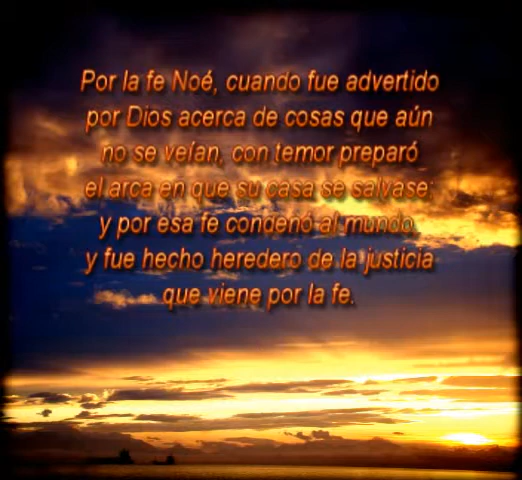 Por la fe Noé, cuando fue advertido
por Dios acerca de cosas que aún
no se veían, con temor preparó
el arca en que su casa se salvase;
y por esa fe condenó al mundo,
y fue hecho heredero de la justicia
que viene por la fe.